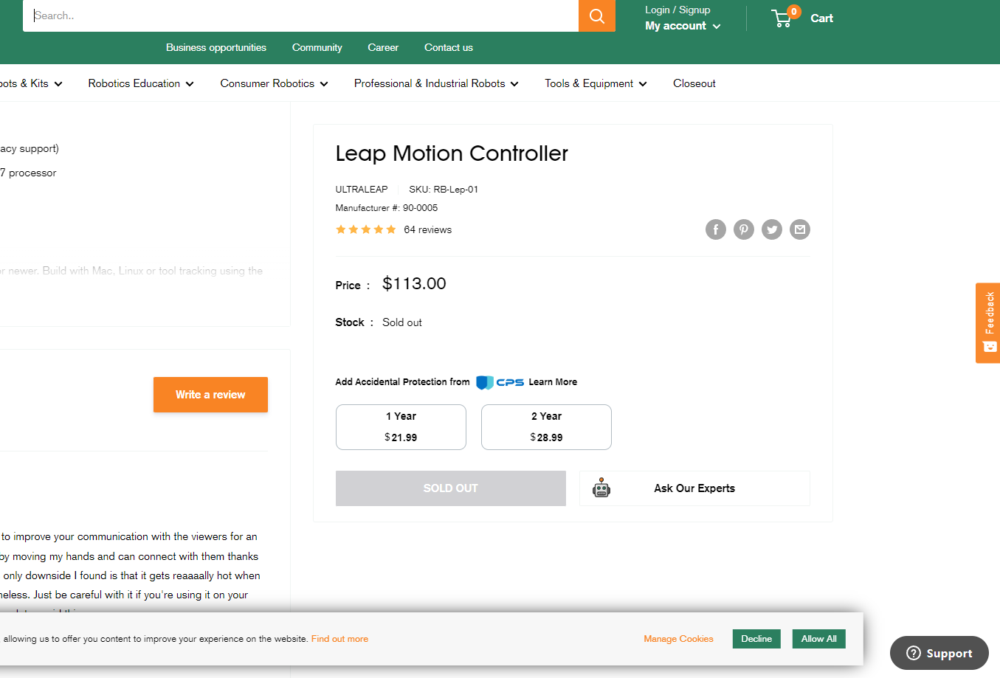 Search..
Login / Signup
My account
0
Cart
Business opportunities Community Career Contact us
ots & Kits Robotics Education Consumer Robotics Professional & Industrial Robots Tools & Equipment Closeout
acy support)
7 processor
newer. Build with Mac, Linux or tool tracking using the
Write a review
to improve your communication with the viewers for an
by moving my hands and can connect with them thanks
only downside I found is that it gets reaaaally hot when
eless. Just be careful with it if you're using it on your
Leap Motion Controller
ULTRALEAP SKU: RB-Lep-01
Manufacturer #: 90-0005
64 reviews
Price : $113.00
Stock : Sold out
Add Accidental Protection from CPS Learn More
1 Year
$21.99
2 Year
$28.99
SOLD OUT
Ask Our Experts
Feedback
allowing us to offer you content to improve your experience on the website. Find out more
Manage Cookies Decline Allow All
Support